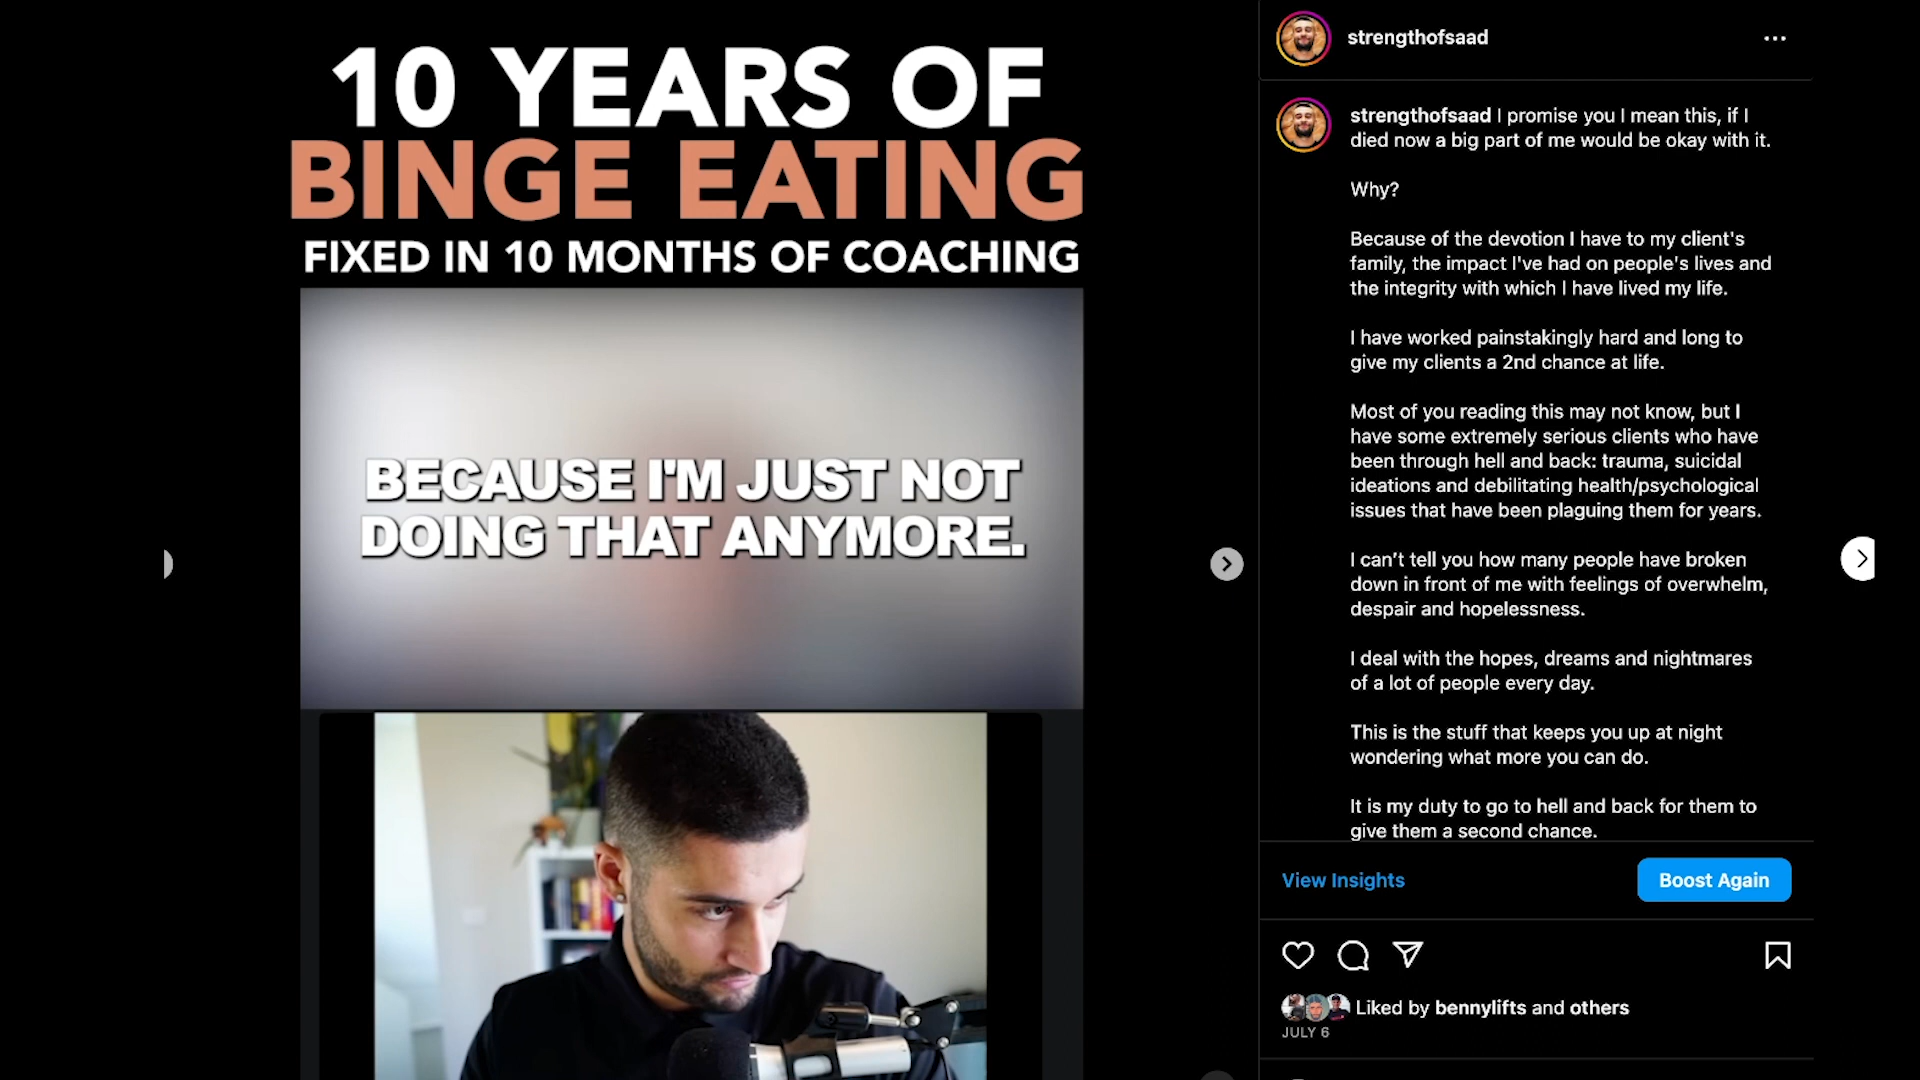 10 YEARS OF
BINGE EATING
FIXED IN 10 MONTHS OF COACHING
BECAUSE I'M JUST NOT
DOING THAT ANYMORE.
strengthofsaad
strengthofsaad I promise you I mean this, if I
died now a big part of me would be okay with it.
Why?
Because of the devotion I have to my client's
family, the impact I've had on people's lives and
the integrity with which I have lived my life.
I have worked painstakingly hard and long to
give my clients a 2nd chance at life.
Most of you reading this may not know, but I
have some extremely serious clients who have
been through hell and back: trauma, suicidal
ideations and debilitating health/psychological
issues that have been plaguing them for years.
I can’t tell you how many people have broken
down in front of me with feelings of overwhelm,
despair and hopelessness.
I deal with the hopes, dreams and nightmares
of a lot of people every day.
This is the stuff that keeps you up at night
wondering what more you can do.
It is my duty to go to hell and back for them to
give them a second chance.
View Insights
Boost Again
Liked by bennylifts and others
JULY 6